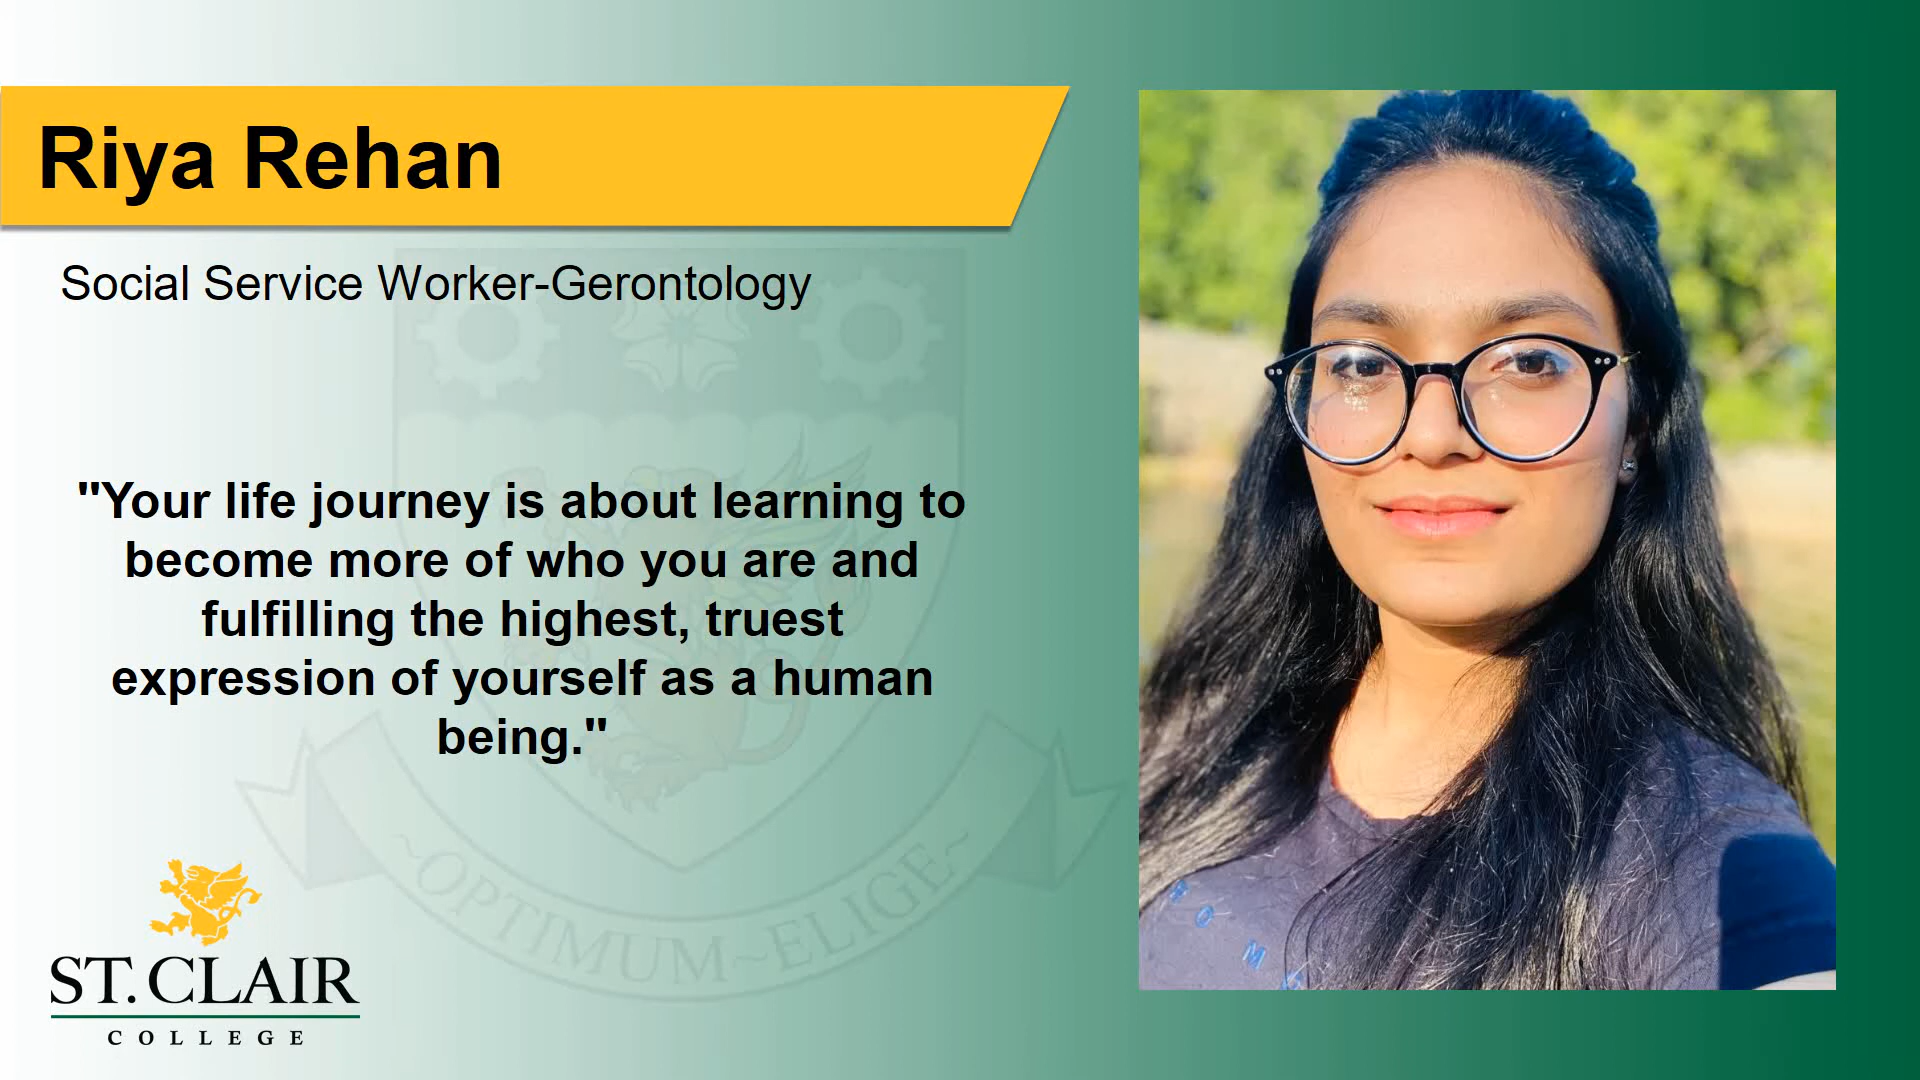 Riya Rehan
Social Service Worker-Gerontology
"Your life journey is about learning to
become more of who you are and
fulfilling the highest, truest
expression of yourself as a human
being."
~OPTIMUM~ELIGE~
ST. CLAIR
COLLEGE